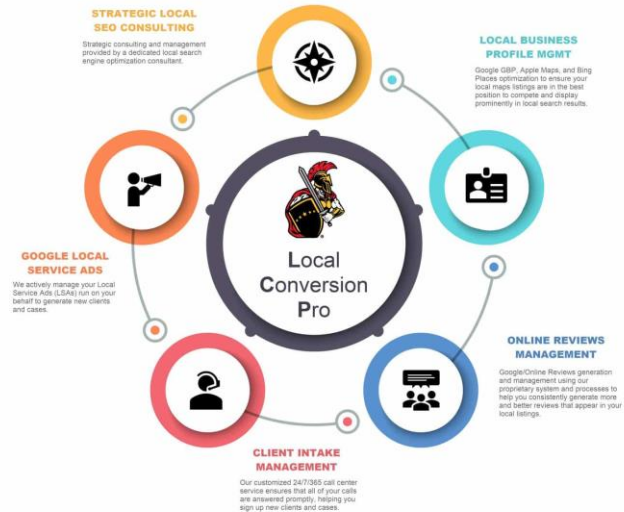 STRATEGIC LOCAL
SEO CONSULTING
Strategic consulting and management
provided by a dedicated local search
engine optimization consultant.
LOCAL BUSINESS
PROFILE MGMT
Google GBP, Apple Maps, and Bing
Places optimization to ensure your
local maps listings are in the best
position to compete and display
prominently in local search results.
GOOGLE LOCAL
SERVICE ADS
We actively manage your Local
Service Ads (LSAs) run on your
behalf to generate new clients
and cases.
Local
Conversion
Pro
ONLINE REVIEWS
MANAGEMENT
Google/Online Reviews generation
and management using our
proprietary system and processes to
help you consistently generate more
and better reviews that appear in your
local listings.
CLIENT INTAKE
MANAGEMENT
Our customized 24/7/365 call center
service ensures that all of your calls
are answered promptly, helping you
sign up new clients and cases.